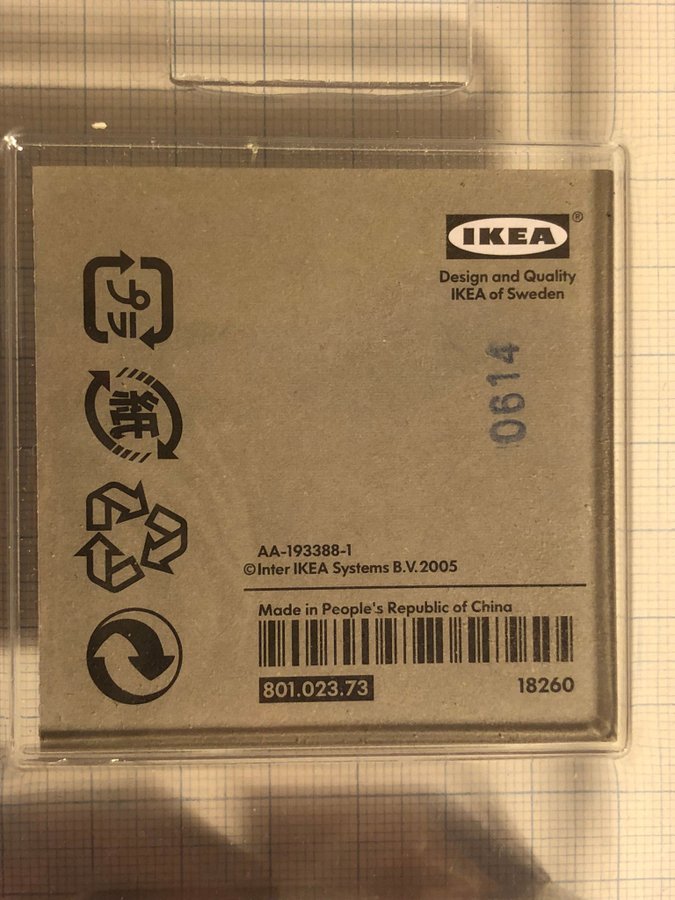 IKEA®
Design and Quality
IKEA of Sweden
0614
プラ
紙
AA-193388-1
©Inter IKEA Systems B.V.2005
Made in People's Republic of China
801.023.73
18260